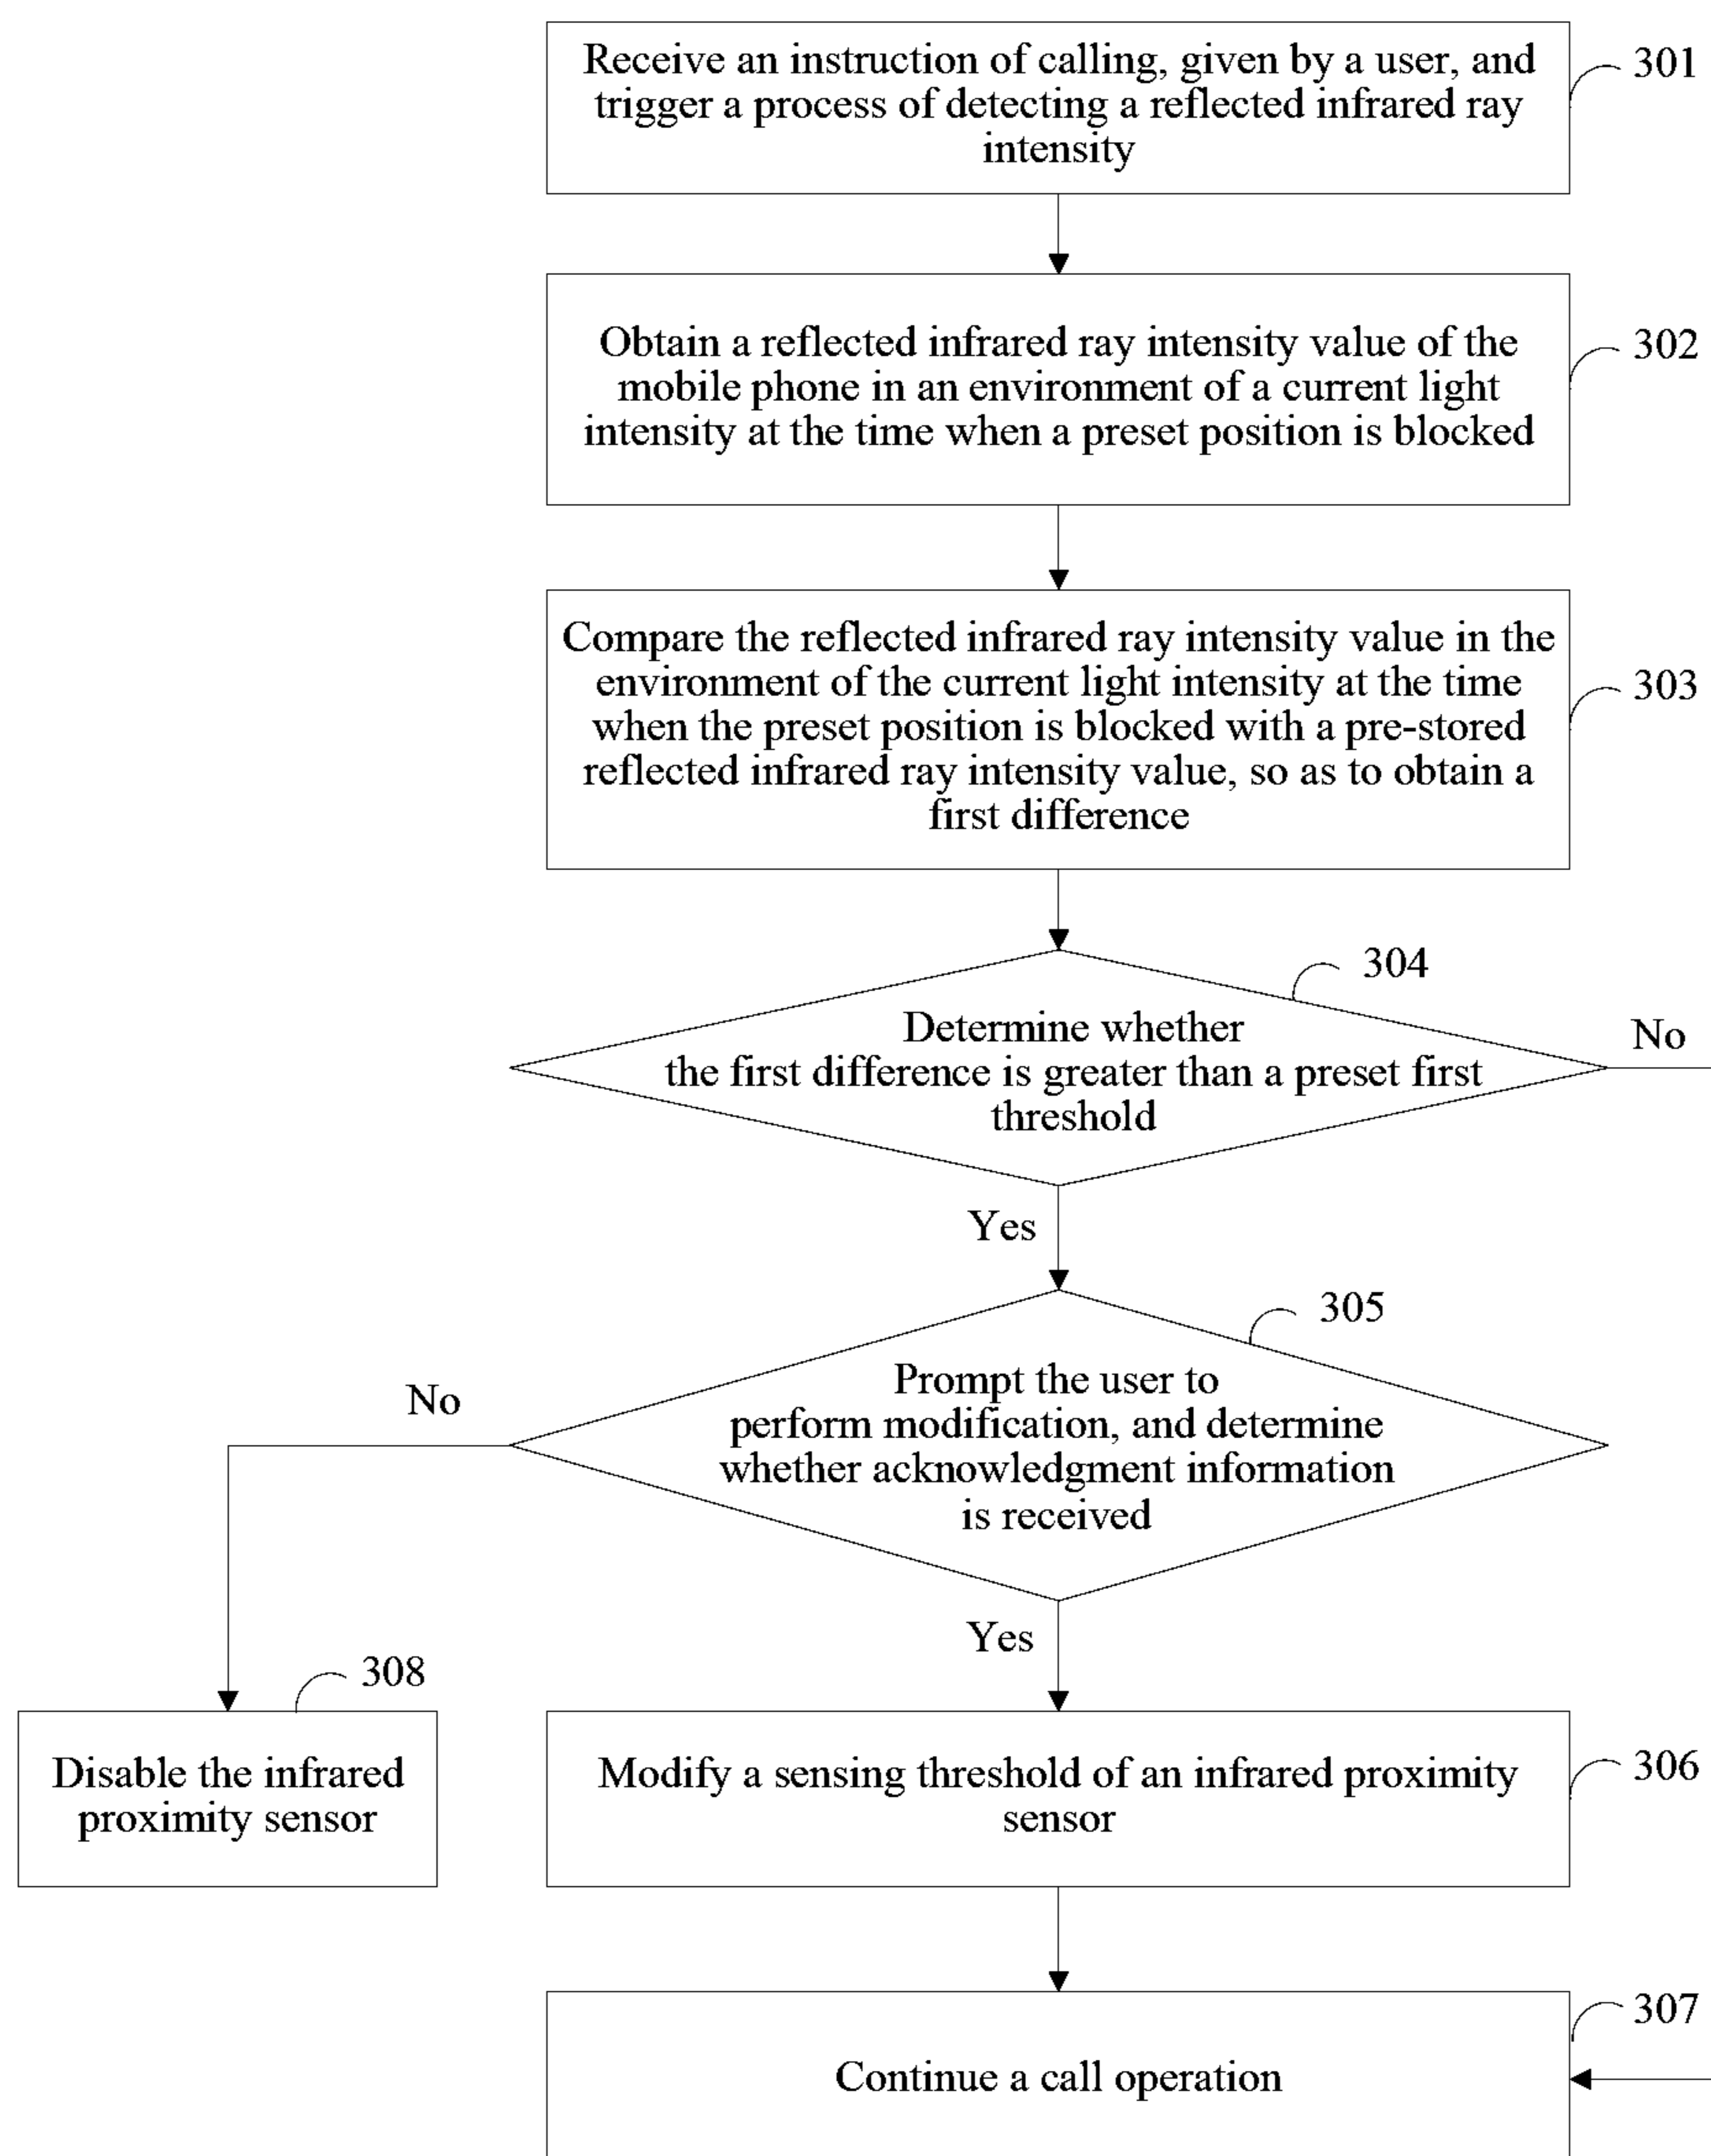 Receive an instruction of calling, given by a user, and
trigger a process of detecting a reflected infrared ray
intensity
301
Obtain a reflected infrared ray intensity value of the
mobile phone in an environment of a current light
intensity at the time when a preset position is blocked
302
Compare the reflected infrared ray intensity value in the
environment of the current light intensity at the time
when the preset position is blocked with a pre-stored
reflected infrared ray intensity value, so as to obtain a
first difference
303
304
Determine whether
the first difference is greater than a preset first
threshold
No
Yes
305
Prompt the user to
perform modification, and determine
whether acknowledgment information
is received
No
Yes
308
Disable the infrared
proximity sensor
Modify a sensing threshold of an infrared proximity
sensor
306
307
Continue a call operation